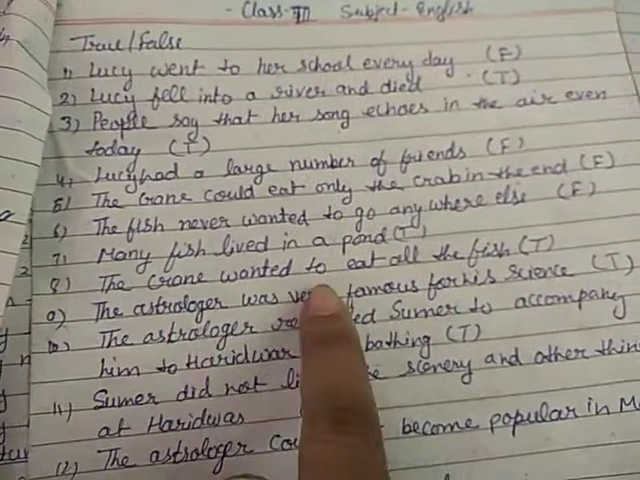 - Class-VII Subject- English
True/False
1) Lucy went to her school every day (F)
2) Lucy fell into a river and died (T)
3) People say that her song echoes in the air even
today (T)
4) Lucy had a large number of friends (F)
5) The crane could eat only the crab in the end (F)
6) The fish never wanted to go anywhere else (F)
7) Many fish lived in a pond (T)
8) The crane wanted to eat all the fish (T)
9) The astrologer was famous for his science (T)
10) The astrologer Sumer to accompany
him to Haridwar bathing (T)
11) Sumer did not scenery and other
at Haridwar
12) The astrologer become popular in